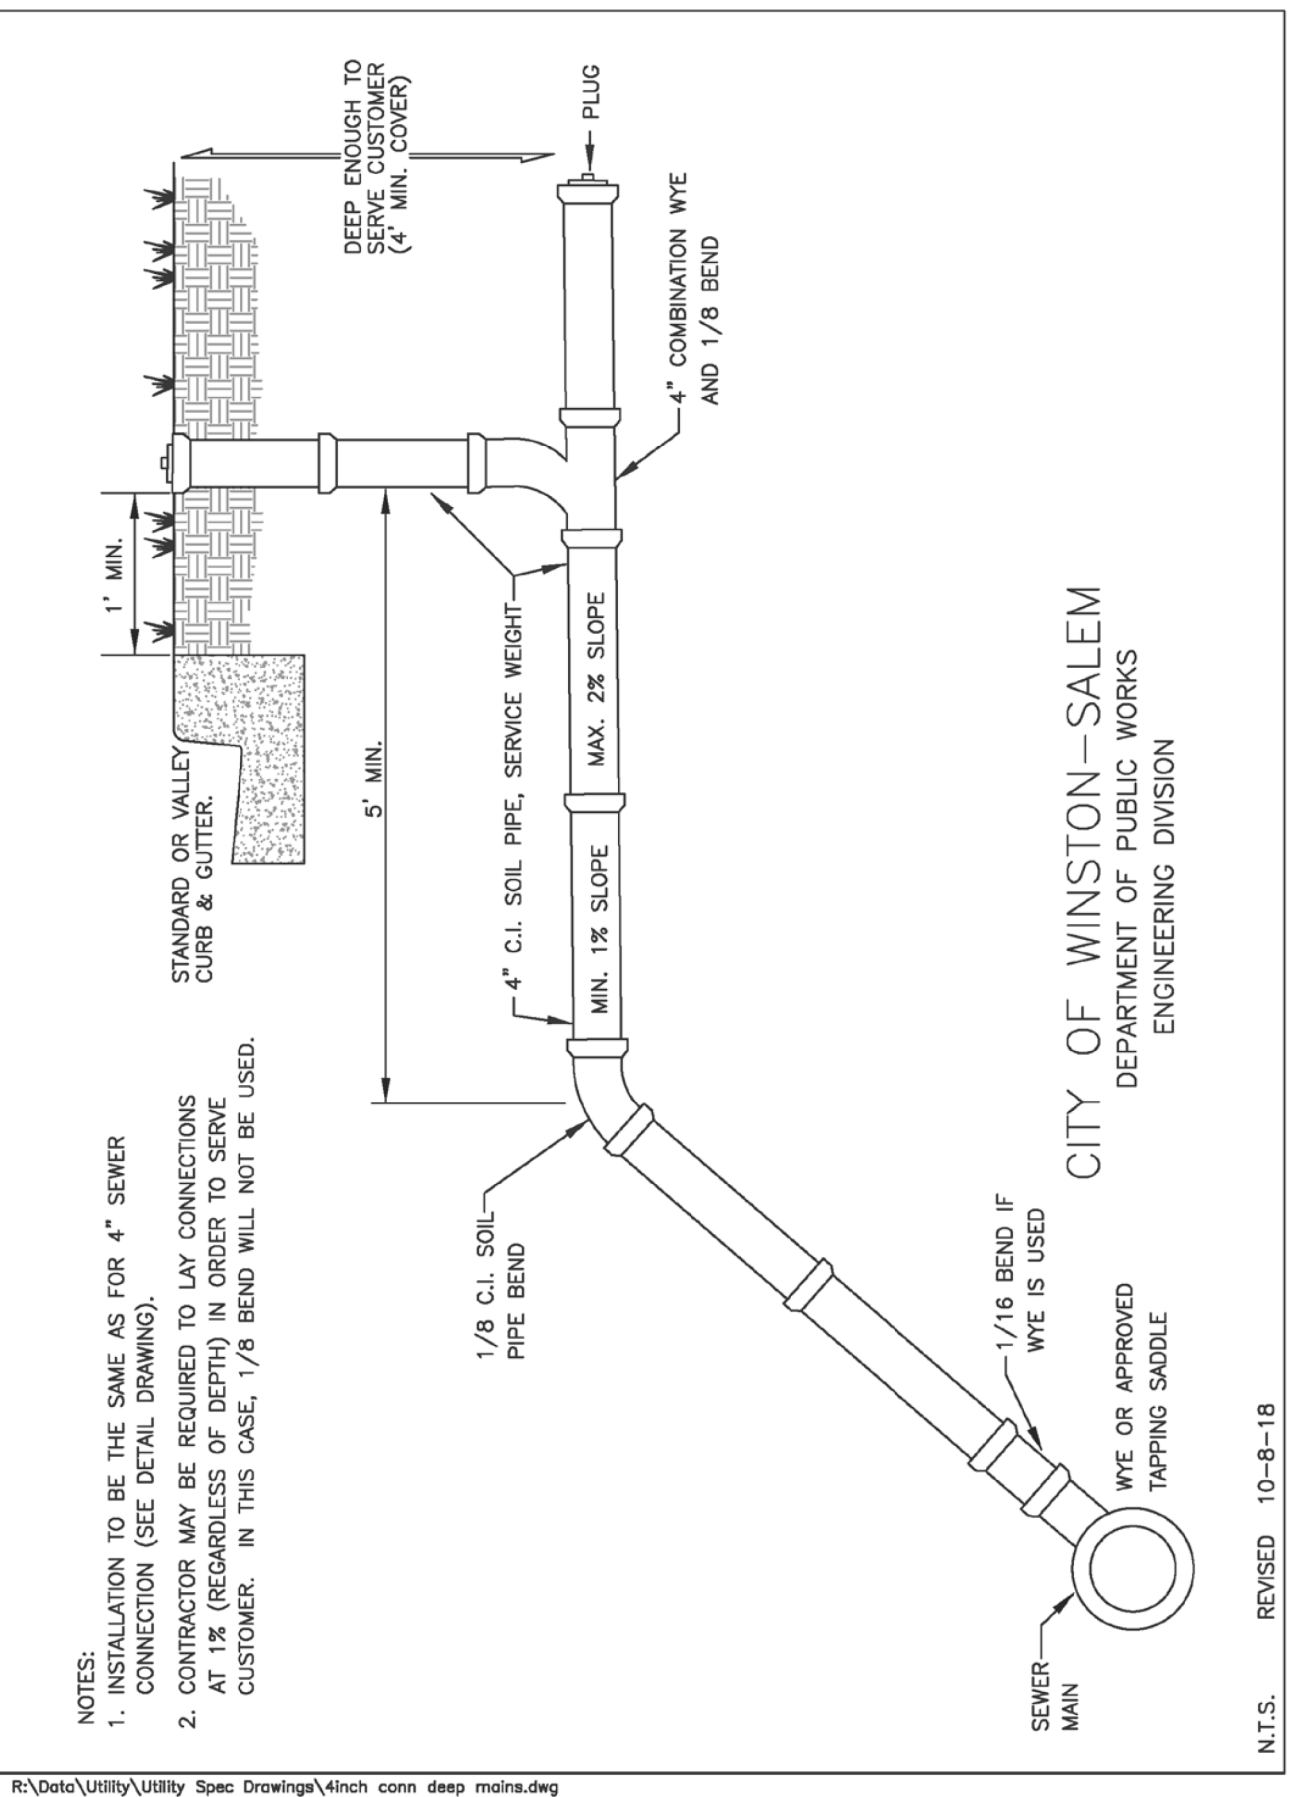 NOTES:
1. INSTALLATION TO BE THE SAME AS FOR 4" SEWER
CONNECTION (SEE DETAIL DRAWING).
2. CONTRACTOR MAY BE REQUIRED TO LAY CONNECTIONS
AT 1% (REGARDLESS OF DEPTH) IN ORDER TO SERVE
CUSTOMER. IN THIS CASE, 1/8 BEND WILL NOT BE USED.
STANDARD OR VALLEY
CURB & GUTTER.
1' MIN.
DEEP ENOUGH TO
SERVE CUSTOMER
(4' MIN. COVER)
5' MIN.
PLUG
4" C.I. SOIL PIPE, SERVICE WEIGHT
1/8 C.I. SOIL
PIPE BEND
MIN. 1% SLOPE
MAX. 2% SLOPE
4" COMBINATION WYE
AND 1/8 BEND
1/16 BEND IF
WYE IS USED
WYE OR APPROVED
TAPPING SADDLE
SEWER
MAIN
CITY OF WINSTON-SALEM
DEPARTMENT OF PUBLIC WORKS
ENGINEERING DIVISION
N.T.S. REVISED 10-8-18
R:\Data\Utility\Utility Spec Drawings\4inch conn deep mains.dwg